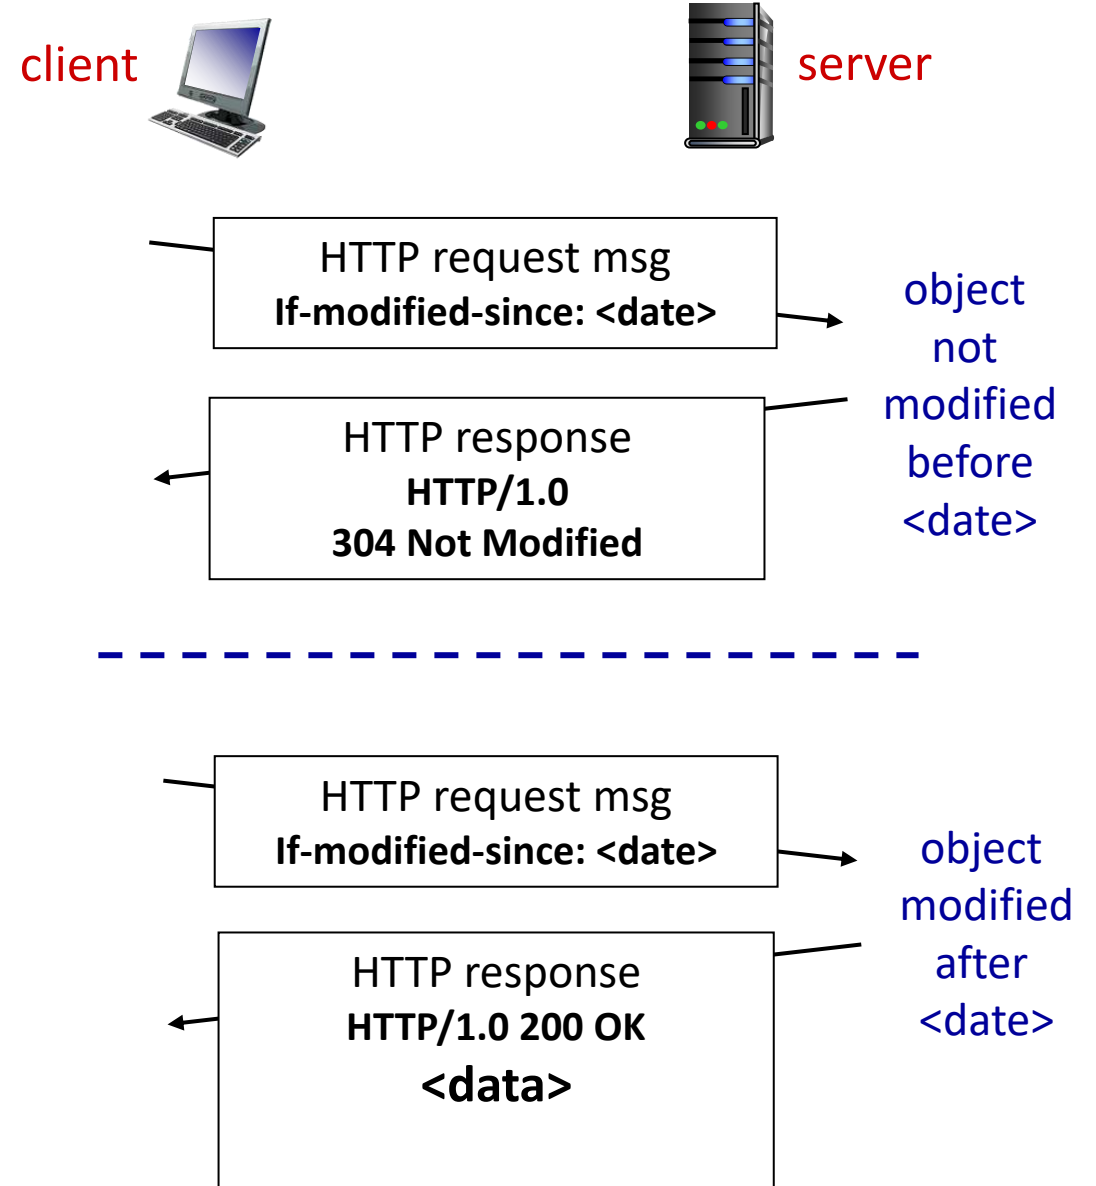 client
server
HTTP request msg
If-modified-since: <date>
object
not
modified
before
<date>
HTTP response
HTTP/1.0
304 Not Modified
HTTP request msg
If-modified-since: <date>
object
modified
after
<date>
HTTP response
HTTP/1.0 200 OK
<data>